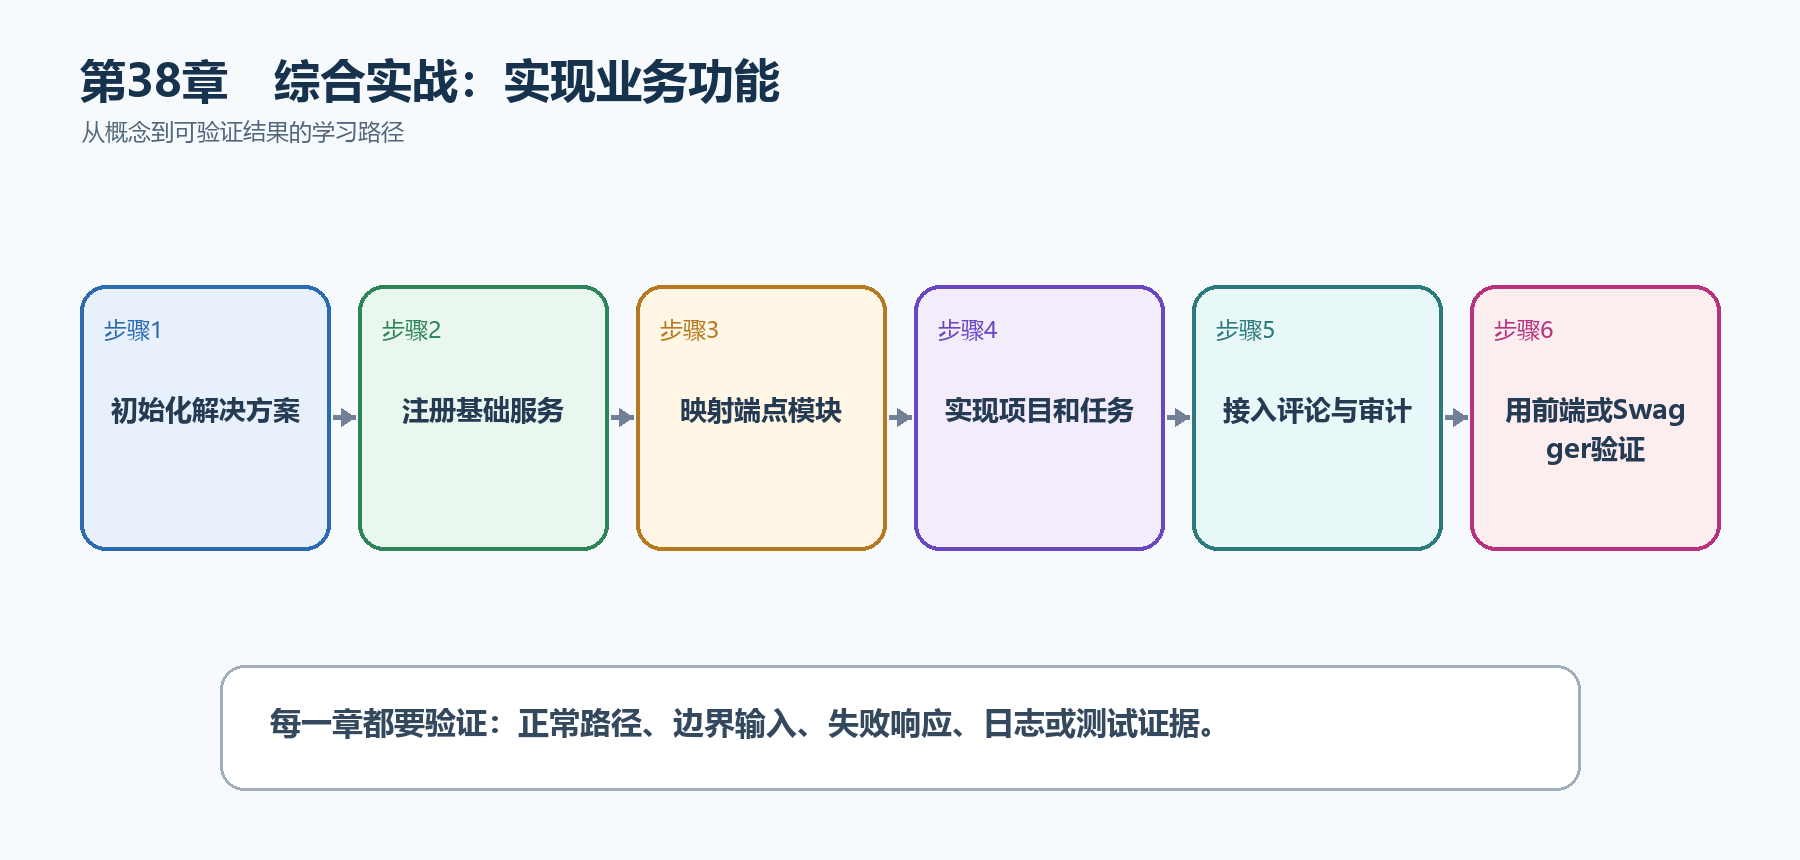 第38章　综合实战：实现业务功能
从概念到可验证结果的学习路径
步骤1
初始化解决方案
步骤2
注册基础服务
步骤3
映射端点模块
步骤4
实现项目和任务
步骤5
接入评论与审计
步骤6
用前端或Swag
ger验证
每一章都要验证：正常路径、边界输入、失败响应、日志或测试证据。